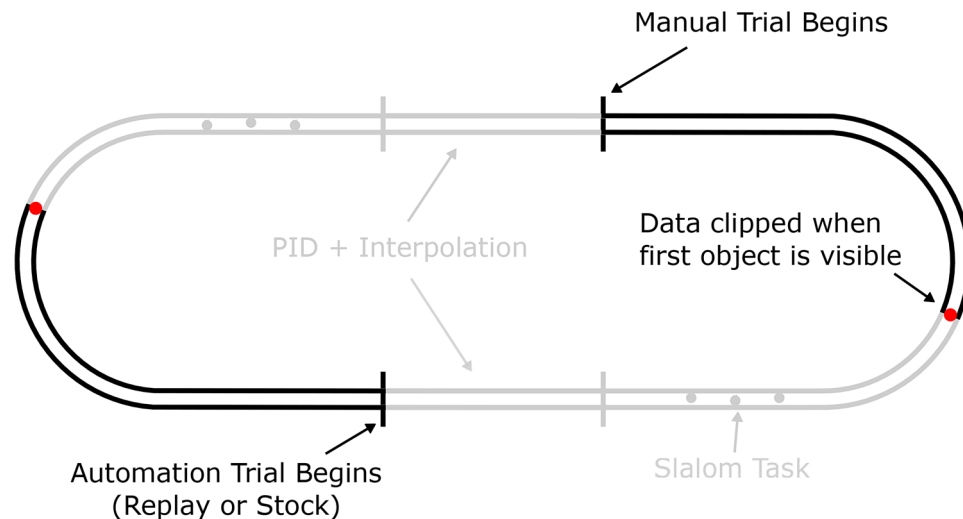 Manual Trial Begins
Data clipped when
first object is visible
PID + Interpolation
Automation Trial Begins
(Replay or Stock)
Slalom Task